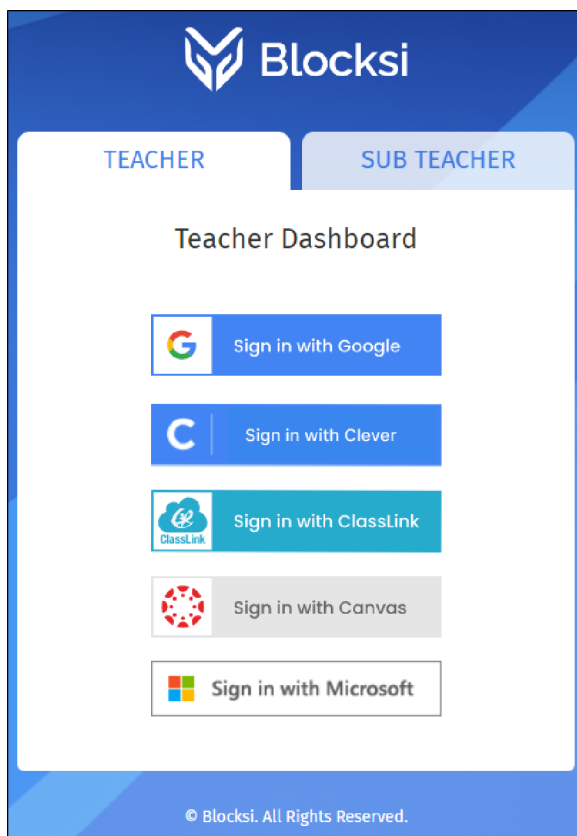 Blocksi
TEACHER
SUB TEACHER
Teacher Dashboard
Sign in with Google
C
Sign in with Clever
ClassLink
Sign in with ClassLink
Sign in with Canvas
Sign in with Microsoft
© Blocksi. All Rights Reserved.